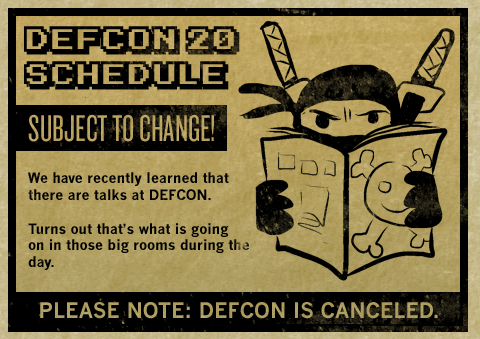 DEFCON 20
SCHEDULE
SUBJECT TO CHANGE!
We have recently learned that
there are talks at DEFCON.
Turns out that's what is going
on in those big rooms during the
day.
PLEASE NOTE: DEFCON IS CANCELED.